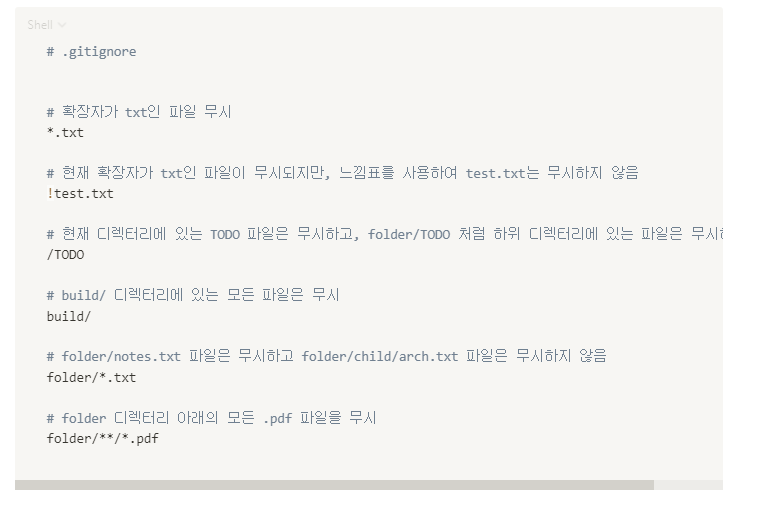 Shell
# .gitignore
# 확장자가 txt인 파일 무시
*.txt
# 현재 확장자가 txt인 파일이 무시되지만, 느낌표를 사용하여 test.txt는 무시하지 않음
!test.txt
# 현재 디렉터리에 있는 TODO 파일은 무시하고, folder/TODO 처럼 하위 디렉터리에 있는 파일은
/TODO
# build/ 디렉터리에 있는 모든 파일은 무시
build/
# folder/notes.txt 파일은 무시하고 folder/child/arch.txt 파일은 무시하지 않음
folder/*.txt
# folder 디렉터리 아래의 모든 .pdf 파일을 무시
folder/**/*.pdf